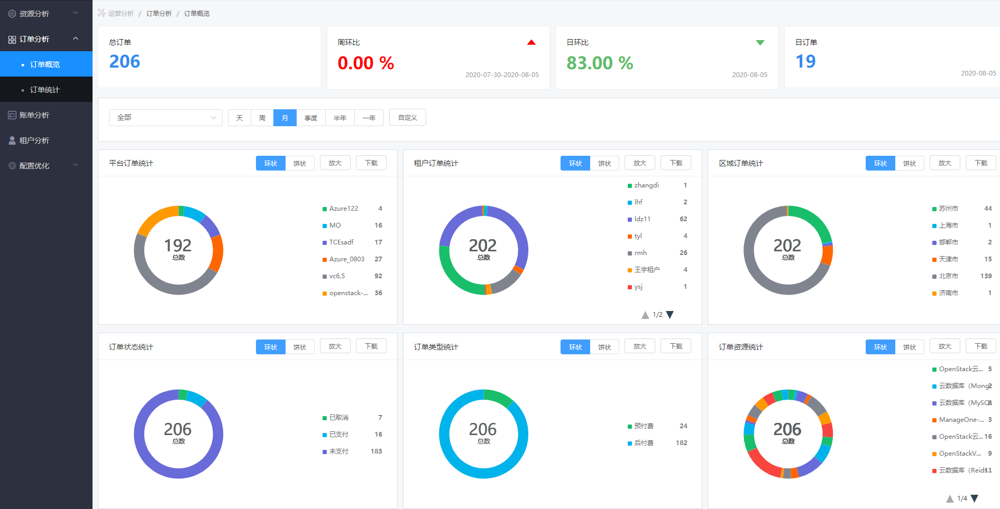 资源分析
订单分析
订单概览
订单统计
账单分析
租户分析
配置优化
运营分析 / 订单分析 / 订单概览
总订单
206
周环比
0.00 %
2020-07-30-2020-08-05
日环比
83.00 %
2020-08-05
日订单
19
2020-08-05
全部
天 周 月 季度 半年 一年 自定义
平台订单统计 环状 饼状 放大 下载
192
总数
Azure122 4
MO 16
TCEsadf 17
Azure_0803 27
vc6.5 92
openstack-... 36
租户订单统计 环状 饼状 放大 下载
202
总数
zhangdi 1
lhf 2
ldz11 62
tyl 4
rmh 26
王宇租户 4
ysj 1
1/2
区域订单统计 环状 饼状 放大 下载
202
总数
苏州市 44
上海市 1
邯郸市 2
天津市 15
北京市 139
济南市 1
订单状态统计 环状 饼状 放大 下载
206
总数
已取消 7
已支付 16
未支付 183
订单类型统计 环状 饼状 放大 下载
206
总数
预付费 24
后付费 182
订单资源统计 环状 饼状 放大 下载
206
总数
OpenStack云... 5
云数据库（Mong 2
云数据库（MySQL
ManageOne-... 3
OpenStack云... 16
OpenStackV... 9
云数据库（Reids 11
1/4